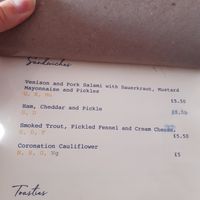 Sandwiches
Venison and Pork Salami with Sauerkraut, Mustard
Mayonnaise and Pickles
£5.50
Ham, Cheddar and Pickle
Smoked Trout, Pickled Fennel and Cream Cheese,
£5.50
Coronation Cauliflower
£5
Vg
Toasties